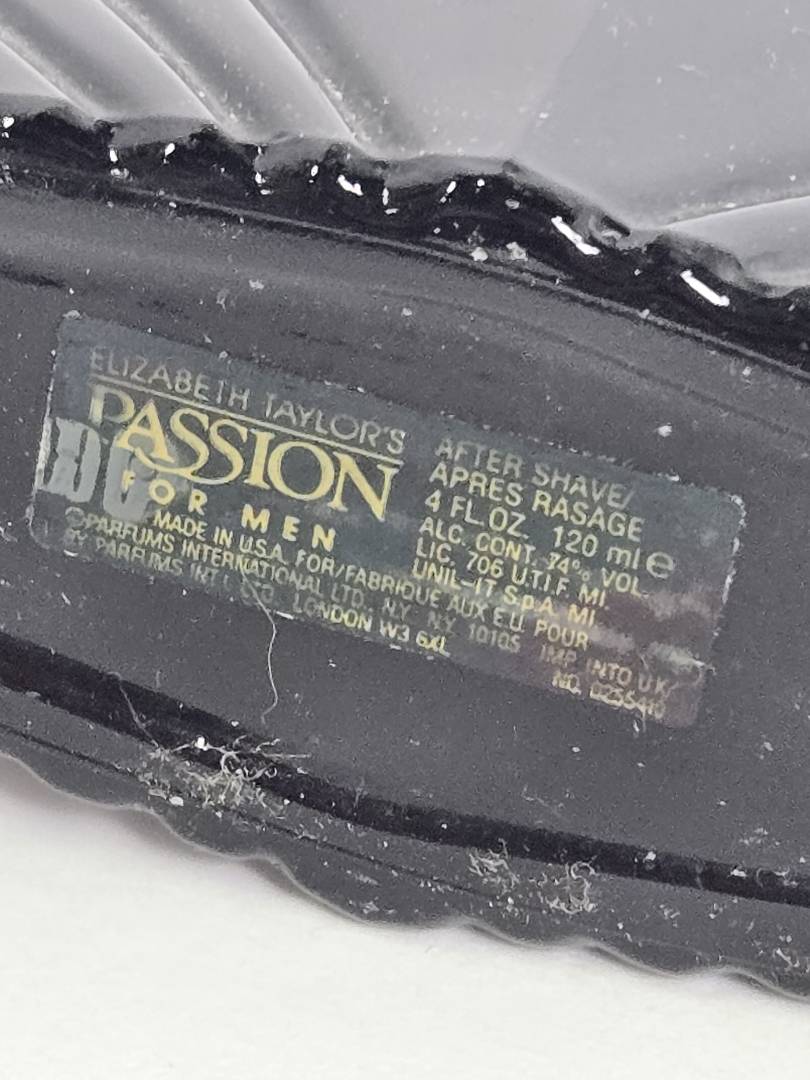 ELIZABETH TAYLOR'S
PASSION
FOR MEN
AFTER SHAVE/
APRES RASAGE
4 FL. OZ. 120 ml e
ALC. CONT. 74% VOL.
LIC. 706 U.T.I.F. MI.
UNIL-IT S.p.A. MI.
MADE IN U.S.A. FOR/FABRIQUE AUX E.U. POUR
©PARFUMS INTERNATIONAL LTD., N.Y. N.Y. 10105 IMP. INTO U.K.
BY PARFUMS INT'L LTD. LONDON W3 6XL
NO.